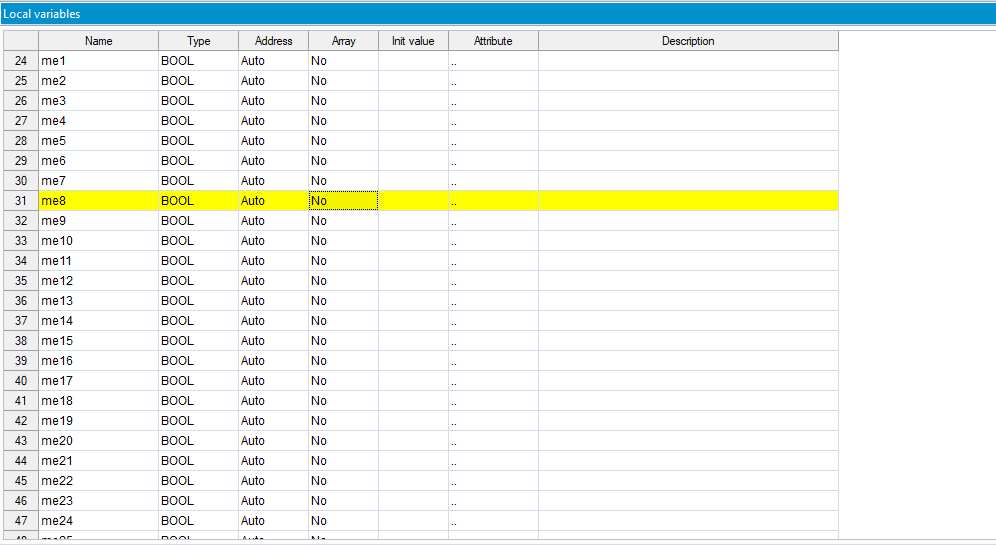 Local variables
Name Type Address Array Init value Attribute Description
24 me1 BOOL Auto No ..
25 me2 BOOL Auto No ..
26 me3 BOOL Auto No ..
27 me4 BOOL Auto No ..
28 me5 BOOL Auto No ..
29 me6 BOOL Auto No ..
30 me7 BOOL Auto No ..
31 me8 BOOL Auto No ..
32 me9 BOOL Auto No ..
33 me10 BOOL Auto No ..
34 me11 BOOL Auto No ..
35 me12 BOOL Auto No ..
36 me13 BOOL Auto No ..
37 me14 BOOL Auto No ..
38 me15 BOOL Auto No ..
39 me16 BOOL Auto No ..
40 me17 BOOL Auto No ..
41 me18 BOOL Auto No ..
42 me19 BOOL Auto No ..
43 me20 BOOL Auto No ..
44 me21 BOOL Auto No ..
45 me22 BOOL Auto No ..
46 me23 BOOL Auto No ..
47 me24 BOOL Auto No ..